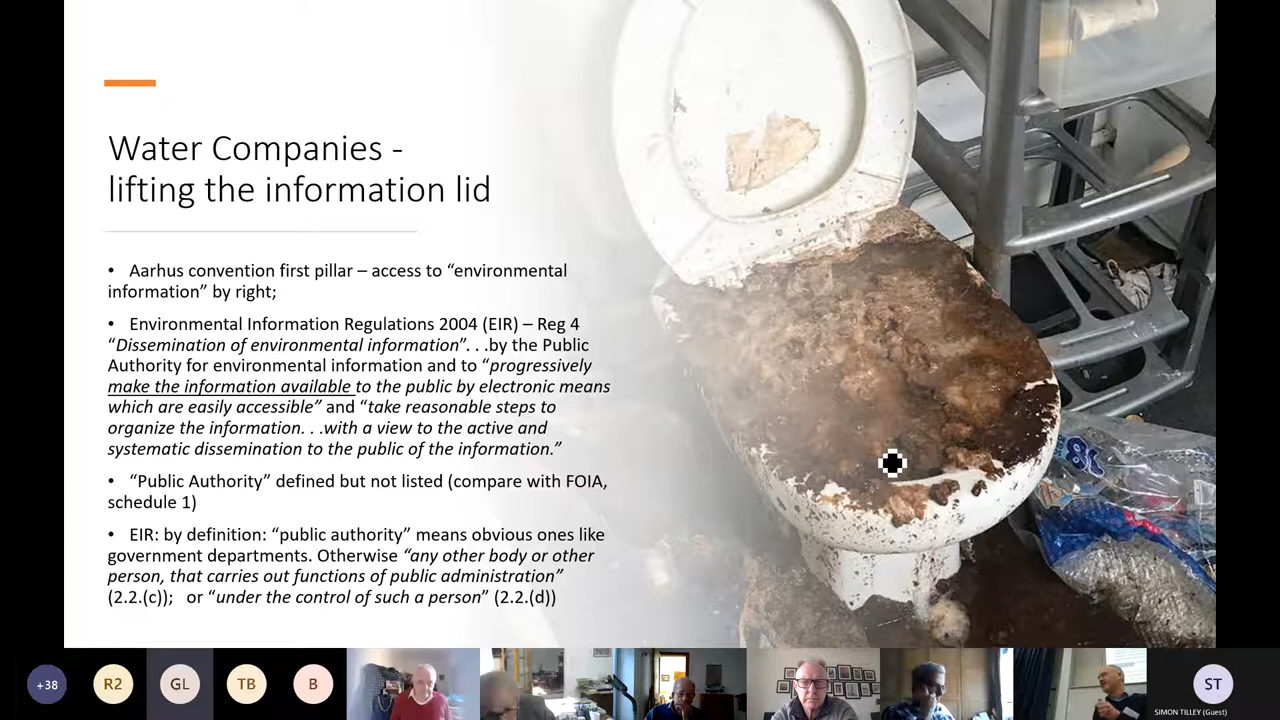 Water Companies -
lifting the information lid
• Aarhus convention first pillar – access to “environmental
information” by right;
• Environmental Information Regulations 2004 (EIR) – Reg 4
“Dissemination of environmental information”. . .by the Public
Authority for environmental information and to “progressively
make the information available to the public by electronic means
which are easily accessible” and “take reasonable steps to
organize the information. . .with a view to the active and
systematic dissemination to the public of the information.”
• “Public Authority” defined but not listed (compare with FOIA,
schedule 1)
• EIR: by definition: “public authority” means obvious ones like
government departments. Otherwise “any other body or other
person, that carries out functions of public administration”
(2.2.(c)); or “under the control of such a person” (2.2.(d))
+38
R2
GL
TB
B
ST
SIMON TILLEY (Guest)